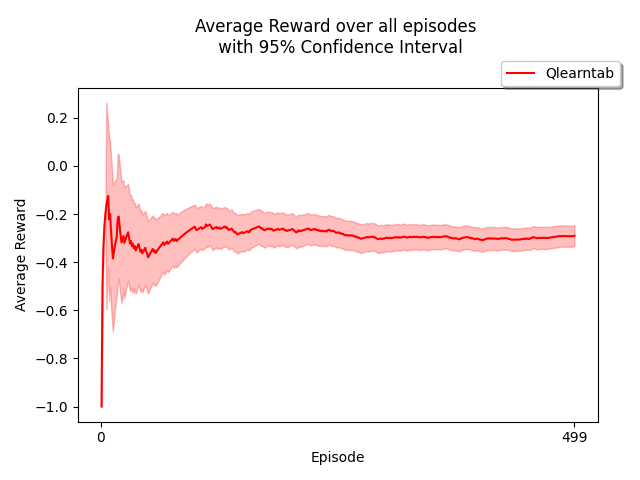 Average Reward over all episodes
with 95% Confidence Interval
Qlearntab
0.2
0.0
−0.2
−0.4
−0.6
−0.8
−1.0
Average Reward
0
499
Episode